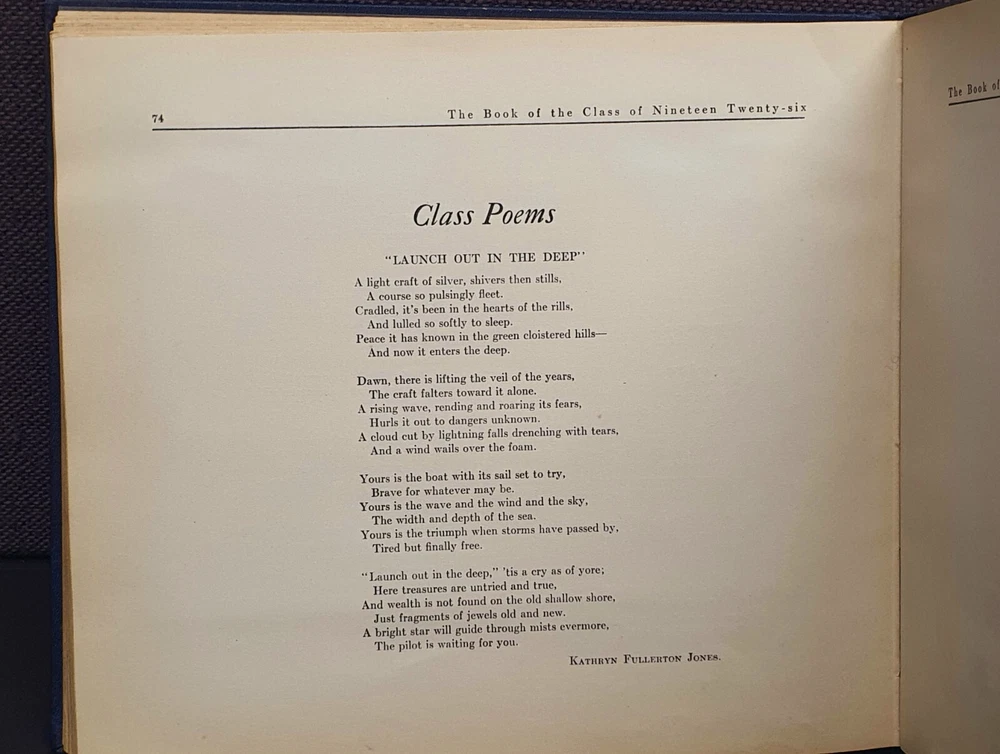 74
The Book of the Class of Nineteen Twenty-six
Class Poems
"LAUNCH OUT IN THE DEEP"
A light craft of silver, shivers then stills,
A course so pulsingly fleet.
Cradled, it's been in the hearts of the rills,
And lulled so softly to sleep.
Peace it has known in the green cloistered hills—
And now it enters the deep.
Dawn, there is lifting the veil of the years,
The craft falters toward it alone.
A rising wave, rending and roaring its fears,
Hurls it out to dangers unknown.
A cloud cut by lightning falls drenching with tears,
And a wind wails over the foam.
Yours is the boat with its sail set to try,
Brave for whatever may be.
Yours is the wave and the wind and the sky,
The width and depth of the sea.
Yours is the triumph when storms have passed by,
Tired but finally free.
"Launch out in the deep," 'tis a cry as of yore;
Here treasures are untried and true,
And wealth is not found on the old shallow shore,
Just fragments of jewels old and new.
A bright star will guide through mists evermore,
The pilot is waiting for you.
KATHRYN FULLERTON JONES.
The Book of